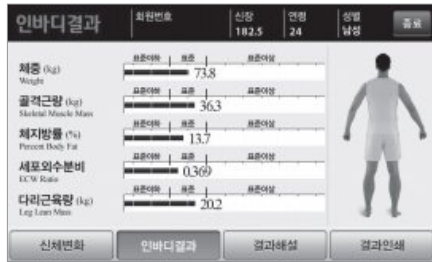 인바디결과
회원번호
신장 연령 성별
182.5 24 남성
종료
표준이하 표준 표준이상
체중 (kg) 73.8
Weight
표준이하 표준 표준이상
골격근량 (kg) 36.3
Skeletal Muscle Mass
표준이하 표준 표준이상
체지방률 (%) 13.7
Percent Body Fat
표준이하 표준 표준이상
세포외수분비 0.369
ECW Ratio
표준이하 표준 표준이상
다리근육량 (kg) 20.2
Leg Lean Mass
신체변화 인바디결과 결과해설 결과인쇄